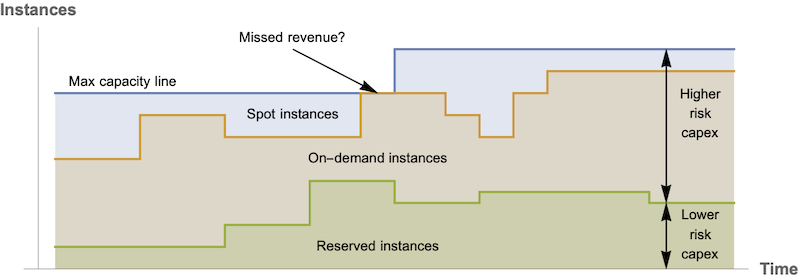 Instances
Missed revenue?
Max capacity line
Spot instances
Higher
risk
capex
On–demand instances
Lower
risk
capex
Reserved instances
Time